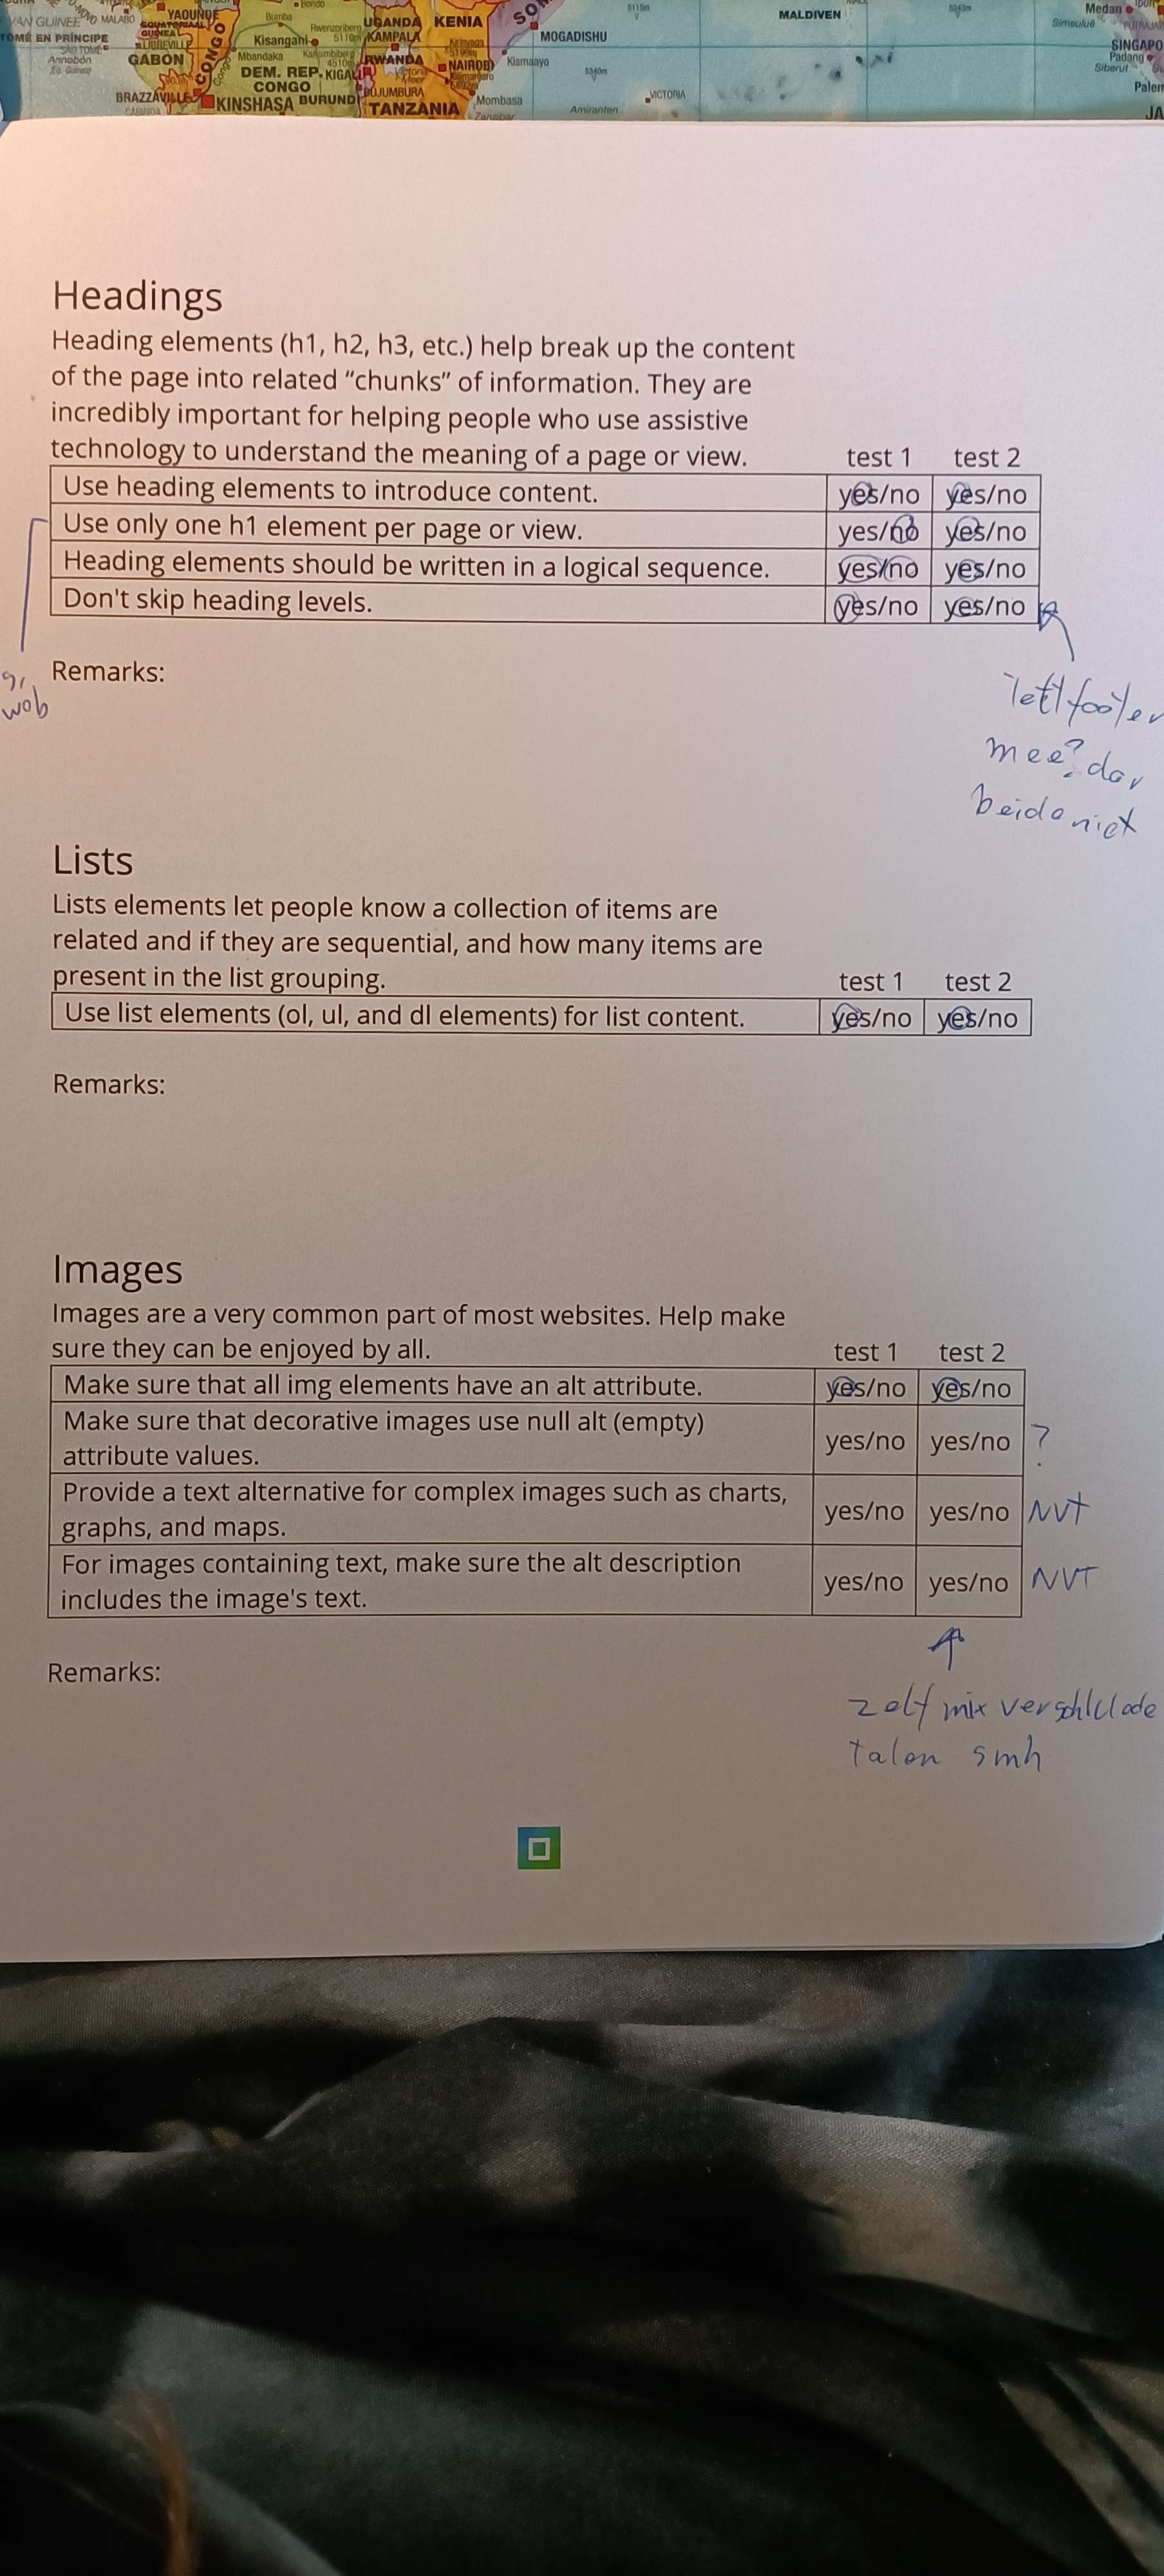 VAN GUINEE
MALABO
YAOUNDÉ
Bumba
Bondo
UGANDA
KENIA
5115m
MALDIVEN
5243m
Medan
TOMÉ EN PRÍNCIPE
EQUATORIAAL
GUINEA
Kisangani
5110m
KAMPALA
MOGADISHU
Simeulué
SÃO TOMÉ
LIBREVILLE
CONGO
Mbandaka
4510m
RWANDA
NAIROBI
Kismaayo
SINGAPO
Annobón
GABON
DEM. REP.
KIGALI
5340m
Padang
Siberut
CONGO
BUJUMBURA
VICTORIA
Palem
BRAZZAVILLE
KINSHASA
BURUNDI
TANZANIA
Mombasa
Amiranten
JA
Zanzibar
Headings
Heading elements (h1, h2, h3, etc.) help break up the content
of the page into related “chunks” of information. They are
incredibly important for helping people who use assistive
technology to understand the meaning of a page or view. test 1 test 2
Use heading elements to introduce content. yes/no yes/no
Use only one h1 element per page or view. yes/no yes/no
Heading elements should be written in a logical sequence. yes/no yes/no
Don't skip heading levels. yes/no yes/no
Remarks:
wob
footer
mee?
beide niet
Lists
Lists elements let people know a collection of items are
related and if they are sequential, and how many items are
present in the list grouping. test 1 test 2
Use list elements (ol, ul, and dl elements) for list content. yes/no yes/no
Remarks:
Images
Images are a very common part of most websites. Help make
sure they can be enjoyed by all. test 1 test 2
Make sure that all img elements have an alt attribute. yes/no yes/no
Make sure that decorative images use null alt (empty)
attribute values. yes/no yes/no ?
Provide a text alternative for complex images such as charts,
graphs, and maps. yes/no yes/no NVT
For images containing text, make sure the alt description
includes the image's text. yes/no yes/no NVT
Remarks:
zelf mix
talen smh